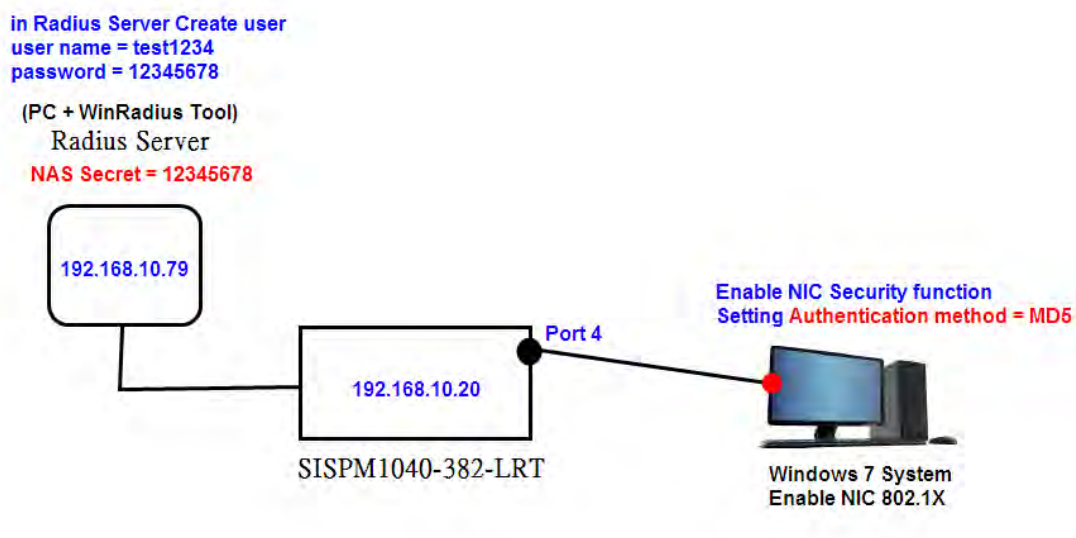 in Radius Server Create user
user name = test1234
password = 12345678
(PC + WinRadius Tool)
Radius Server
NAS Secret = 12345678
192.168.10.79
Enable NIC Security function
Setting Authentication method = MD5
Port 4
192.168.10.20
SISPM1040-382-LRT
Windows 7 System
Enable NIC 802.1X